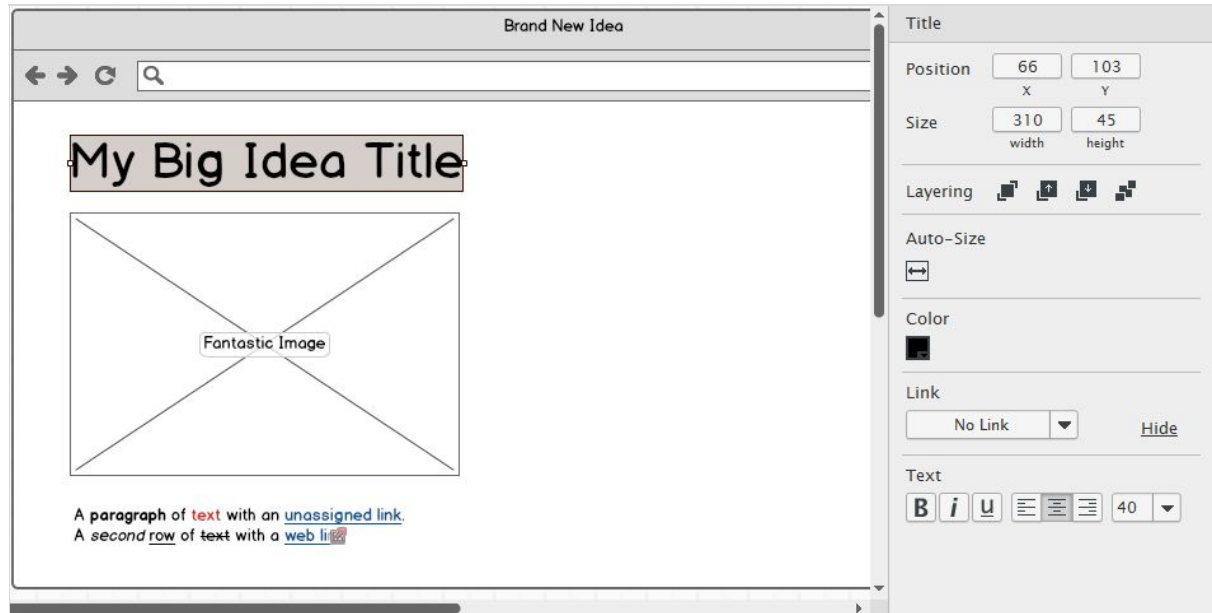 Brand New Idea
My Big Idea Title
Fantastic Image
A paragraph of text with an unassigned link.
A second row of text with a web li
Title
Position 66 103
X Y
Size 310 45
width height
Layering
Auto-Size
Color
Link
No Link Hide
Text
B i U 40